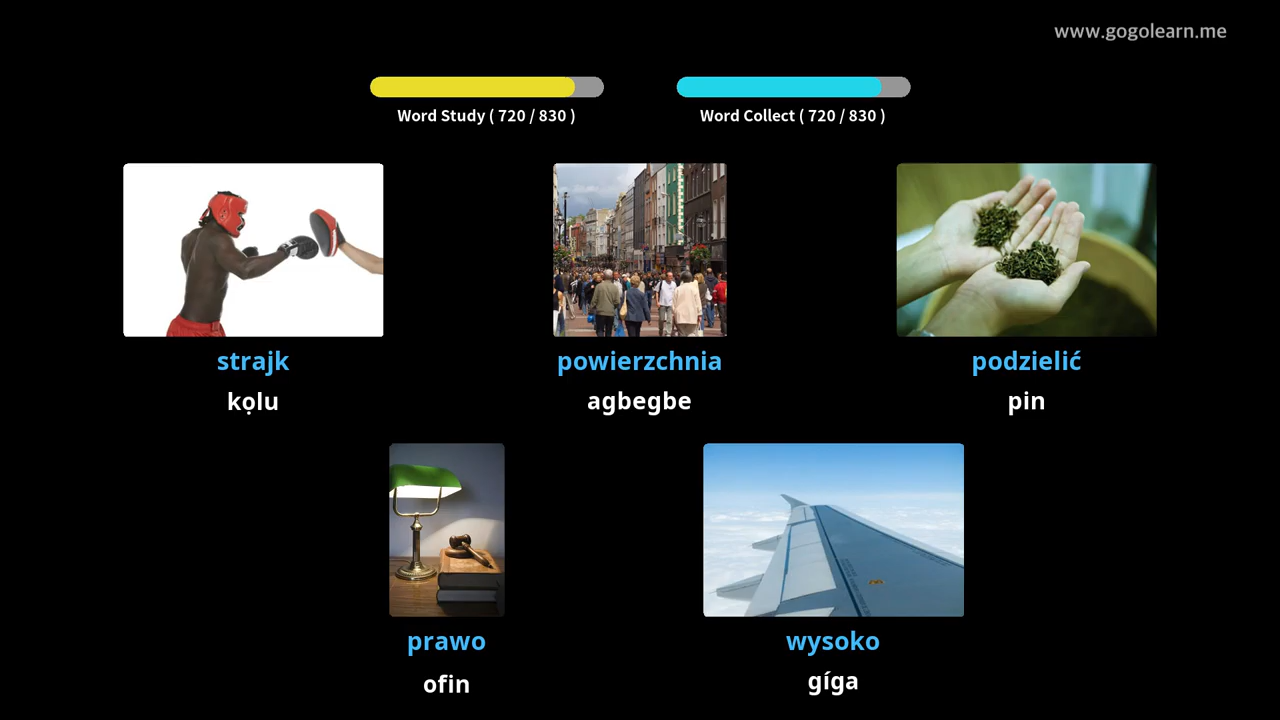 www.gogolearn.me
Word Study ( 720 / 830 )
Word Collect ( 720 / 830 )
strajk
kọlu
powierzchnia
agbegbe
podzielić
pin
prawo
ofin
wysoko
gíga